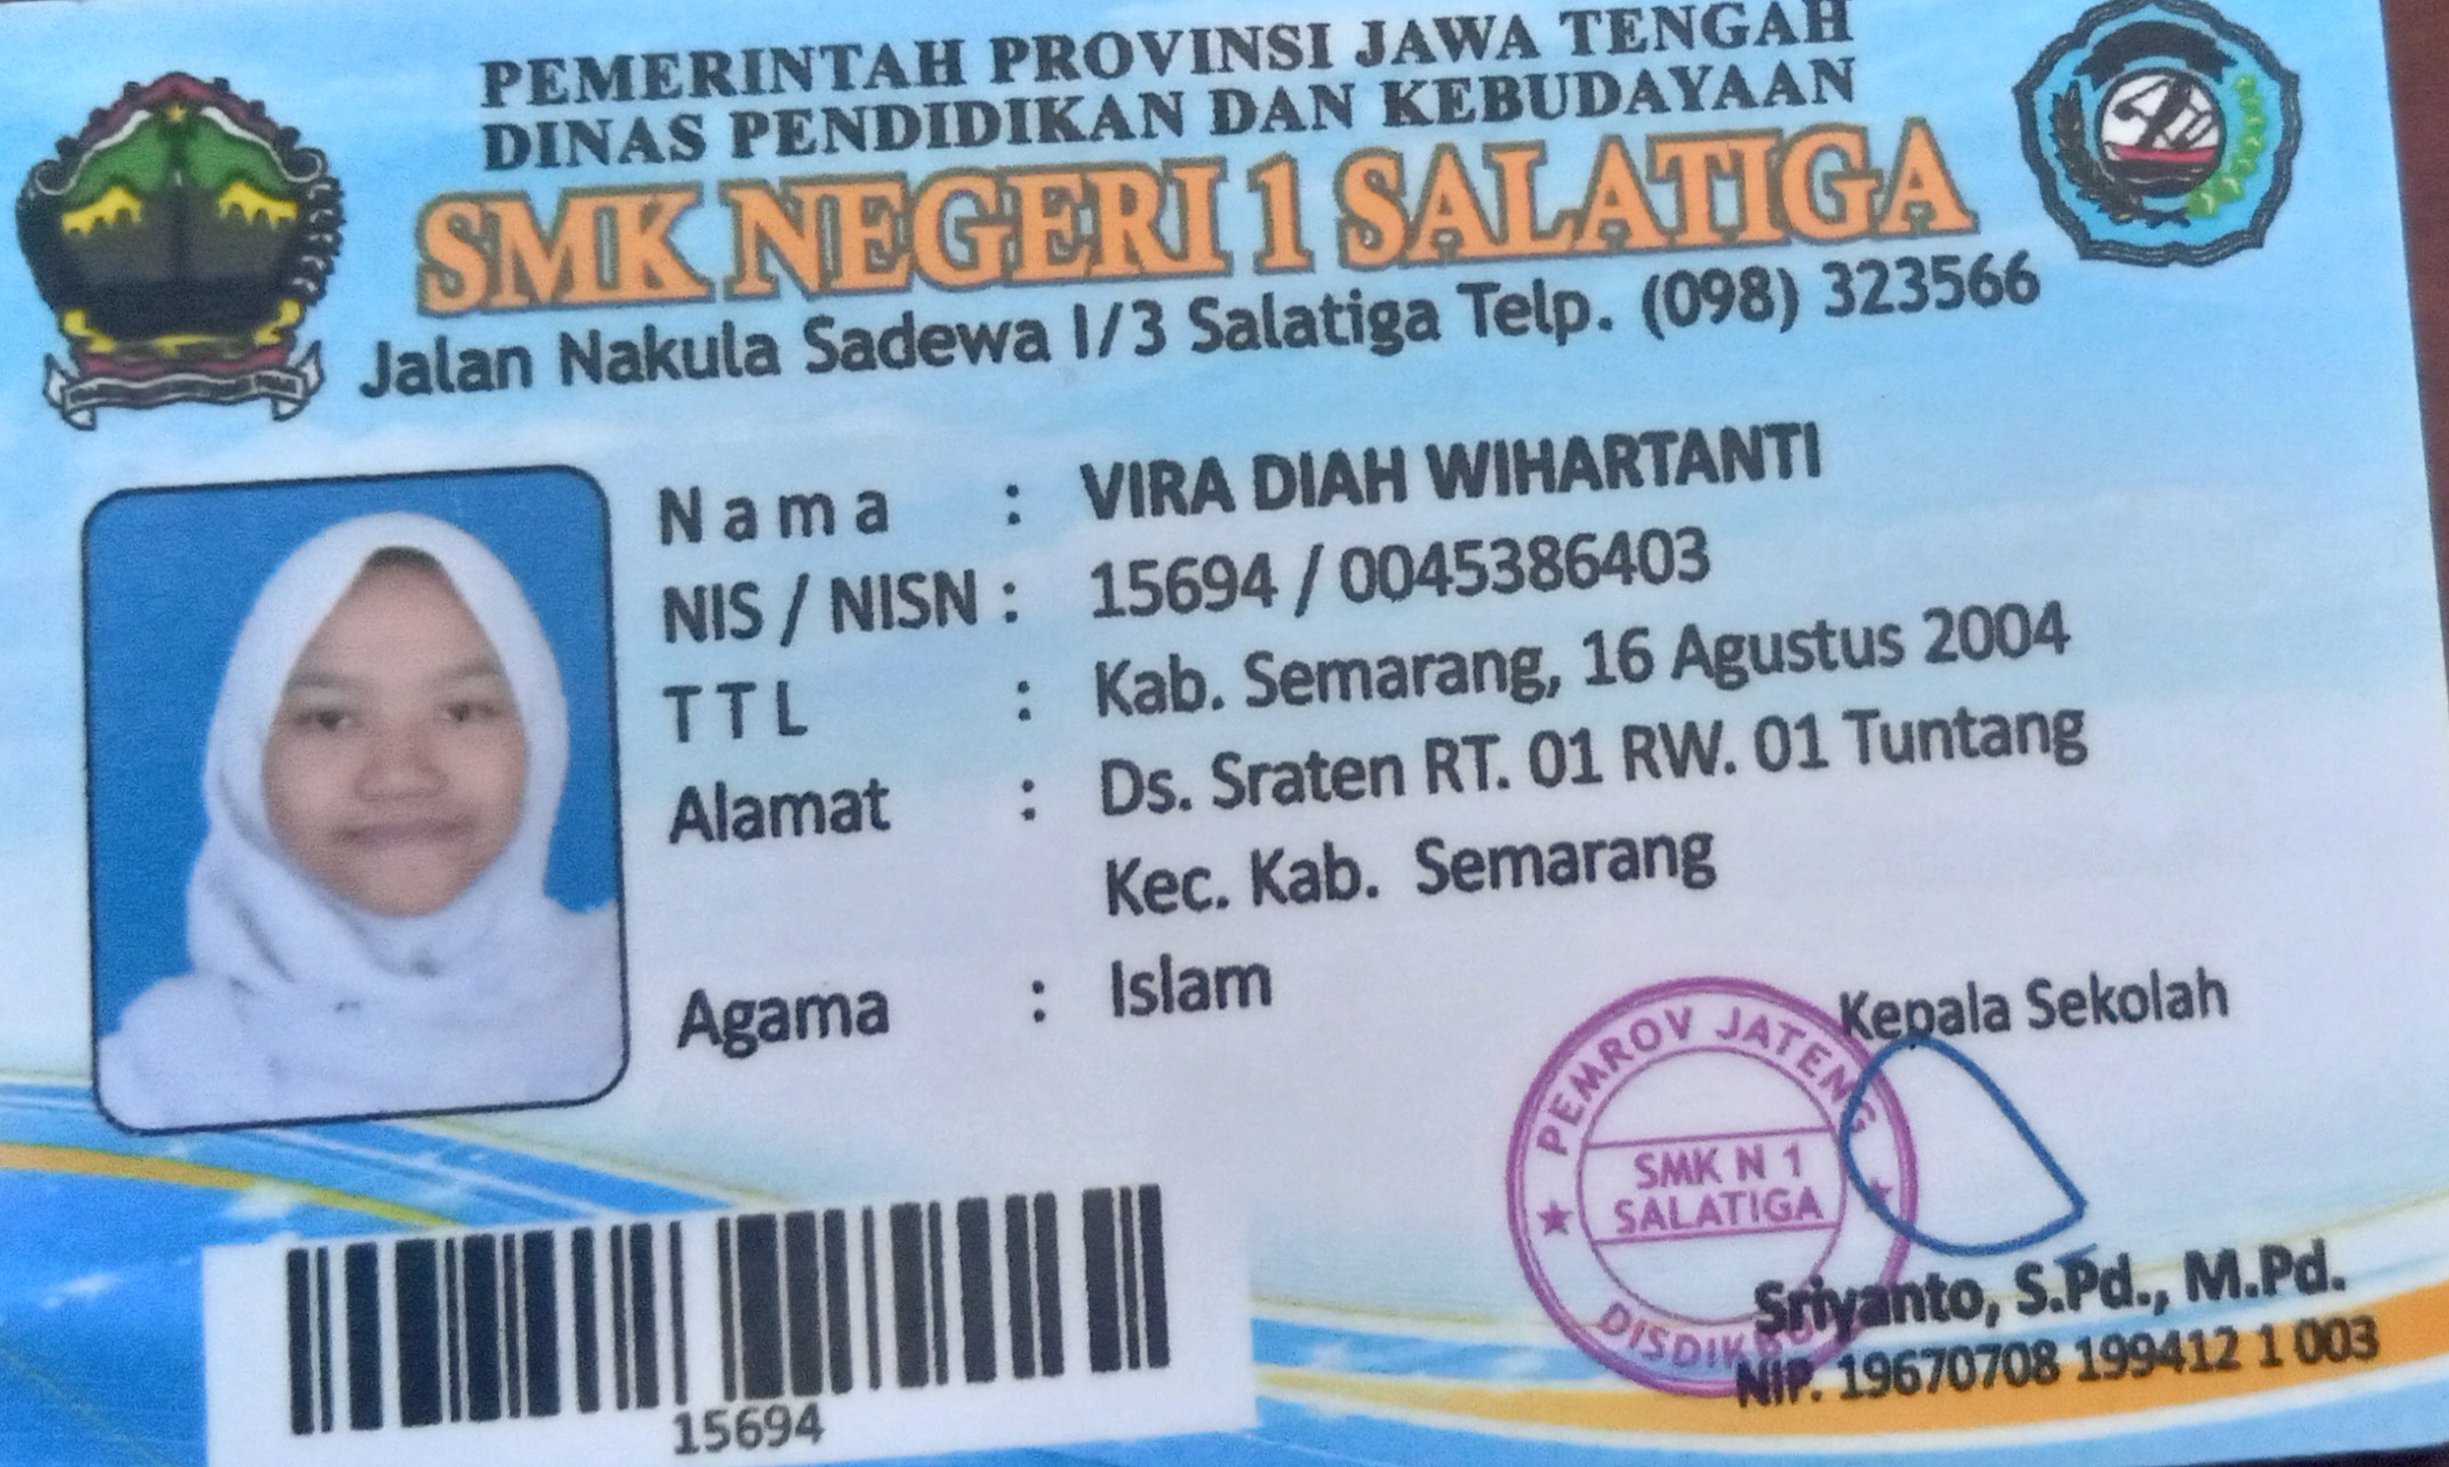 PEMERINTAH PROVINSI JAWA TENGAH
DINAS PENDIDIKAN DAN KEBUDAYAAN
SMK NEGERI 1 SALATIGA
Jalan Nakula Sadewa I/3 Salatiga Telp. (098) 323566
Nama : VIRA DIAH WIHARTANTI
NIS / NISN : 15694 / 0045386403
TTL : Kab. Semarang, 16 Agustus 2004
Alamat : Ds. Sraten RT. 01 RW. 01 Tuntang
Kec. Kab. Semarang
Agama : Islam
Kepala Sekolah
PEMROV JATENG
SMK N 1
SALATIGA
Sriyanto, S.Pd., M.Pd.
NIP. 19670708 199412 1 003
15694